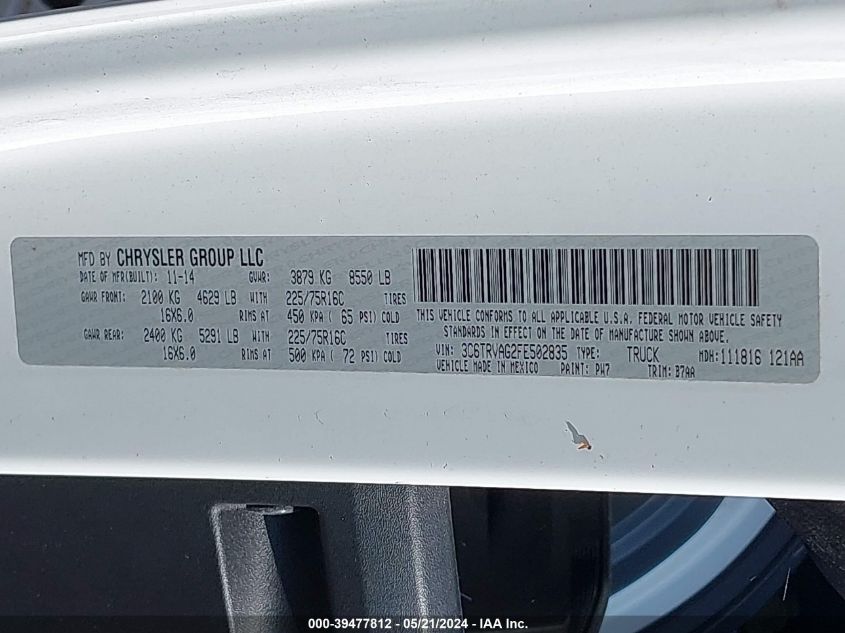 MFD BY CHRYSLER GROUP LLC
DATE OF MFR(BUILT): 11-14 GVWR: 3879 KG 8550 LB
GAWR FRONT: 2100 KG 4629 LB WITH 225/75R16C TIRES
16X6.0 RIMS AT 450 KPA ( 65 PSI) COLD
GAWR REAR: 2400 KG 5291 LB WITH 225/75R16C TIRES
16X6.0 RIMS AT 500 KPA ( 72 PSI) COLD
THIS VEHICLE CONFORMS TO ALL APPLICABLE U.S.A. FEDERAL MOTOR VEHICLE SAFETY
STANDARDS IN EFFECT ON THE DATE OF MANUFACTURE SHOWN ABOVE.
VIN: 3C6TRVAG2FE502835 TYPE: TRUCK MDH: 111816 121AA
VEHICLE MADE IN MEXICO PAINT: PW7 TRIM: B7AA
000-39477812 - 05/21/2024 - IAA Inc.